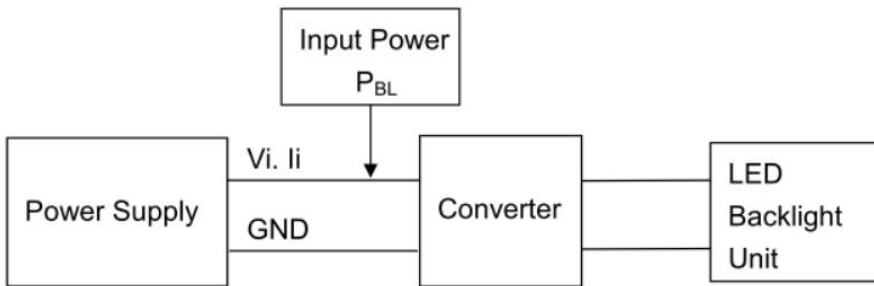 Input Power
P_BL
Vi. Ii
Power Supply
GND
Converter
LED
Backlight
Unit